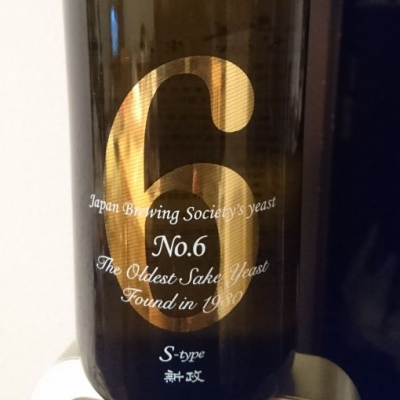 6
Japan Brewing Society's yeast
No.6
The Oldest Sake Yeast
Found in 1930
S-type
新政